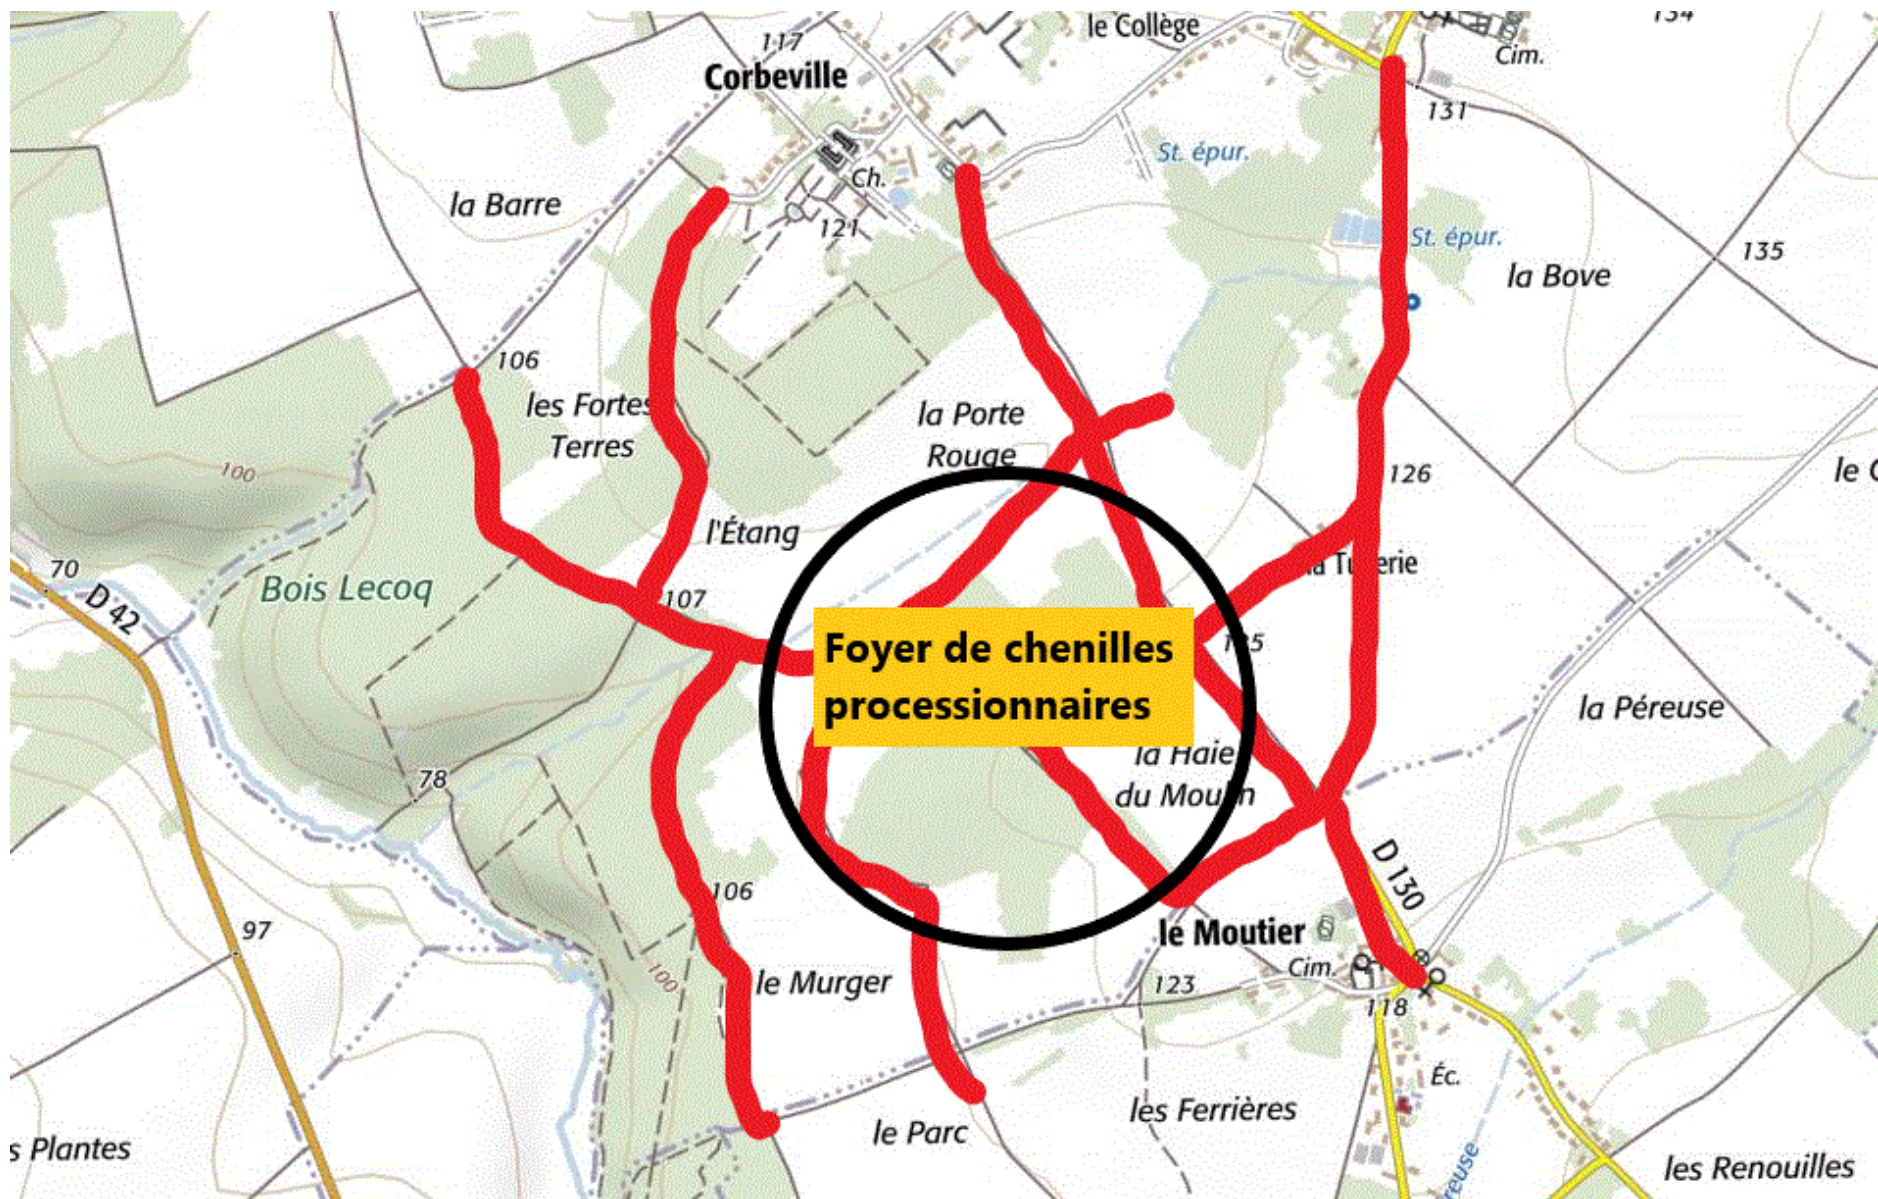 le Collège
134
117
Cim.
Corbeville
131
St. épur.
Ch.
la Barre
121
St. épur.
135
la Bove
106
les Fortes
Terres
la Porte
Rouge
100
126
l'Étang
70
D 42
Bois Lecoq
107
Foyer de chenilles
processionnaires
la Péreuse
la Haie
du Moulin
78
D 130
106
97
le Moutier
Cim.
100
le Murger
123
118
Éc.
les Ferrières
le Parc
s Plantes
les Renouilles
reuse